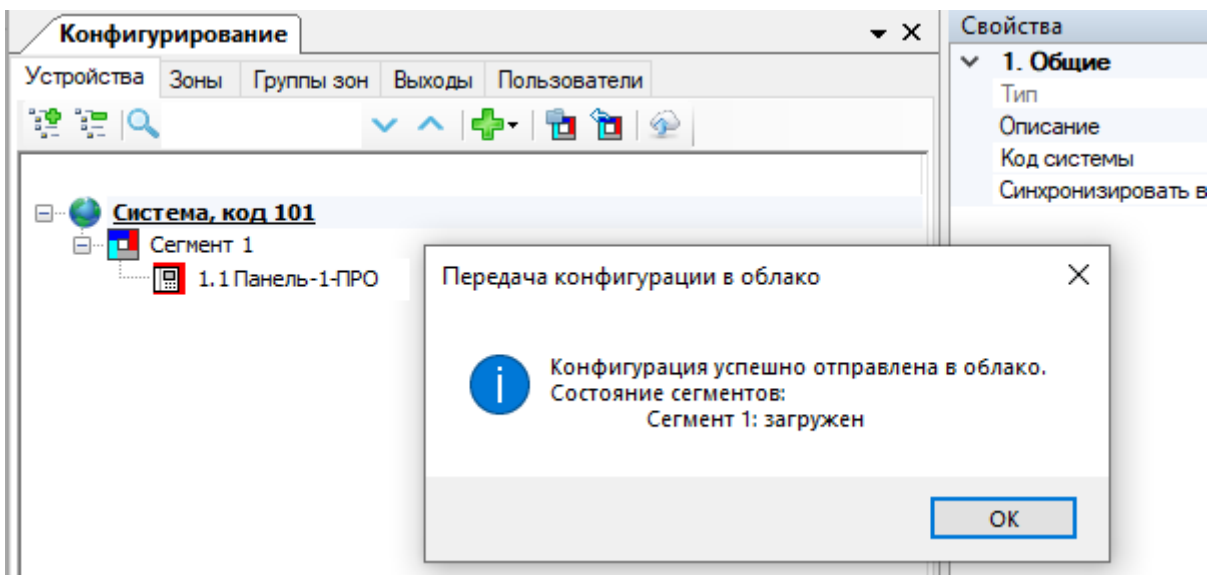 Конфигурирование
Свойства
Устройства Зоны Группы зон Выходы Пользователи
1. Общие
Тип
Описание
Код системы
Синхронизировать в
Система, код 101
Сегмент 1
1.1 Панель-1-ПРО
Передача конфигурации в облако
Конфигурация успешно отправлена в облако.
Состояние сегментов:
Сегмент 1: загружен
OK